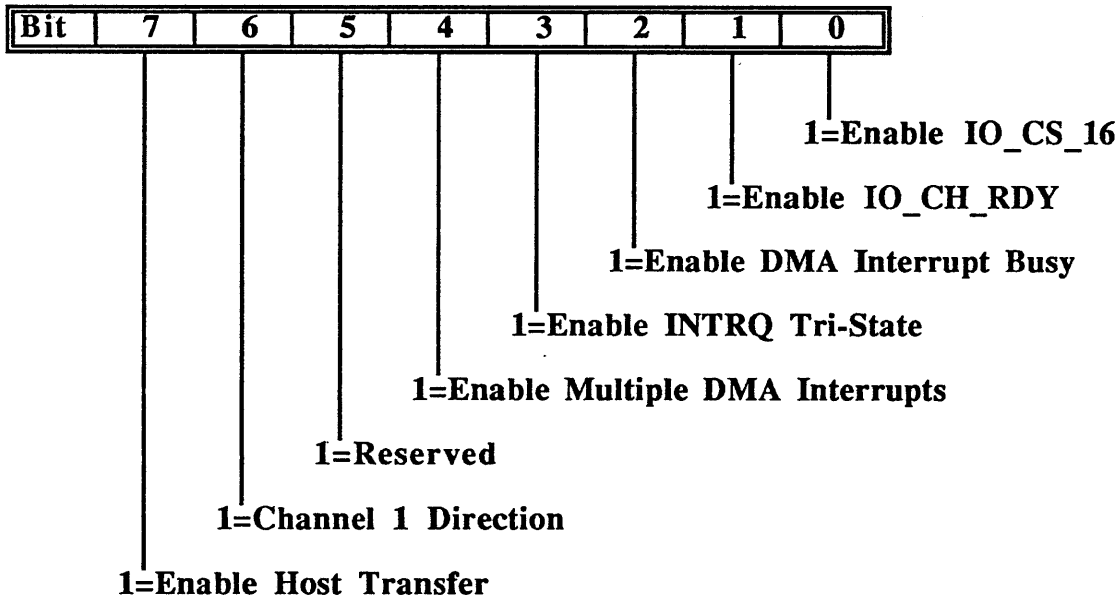 Bit 7 6 5 4 3 2 1 0
1=Enable IO_CS_16
1=Enable IO_CH_RDY
1=Enable DMA Interrupt Busy
1=Enable INTRQ Tri-State
1=Enable Multiple DMA Interrupts
1=Reserved
1=Channel 1 Direction
1=Enable Host Transfer